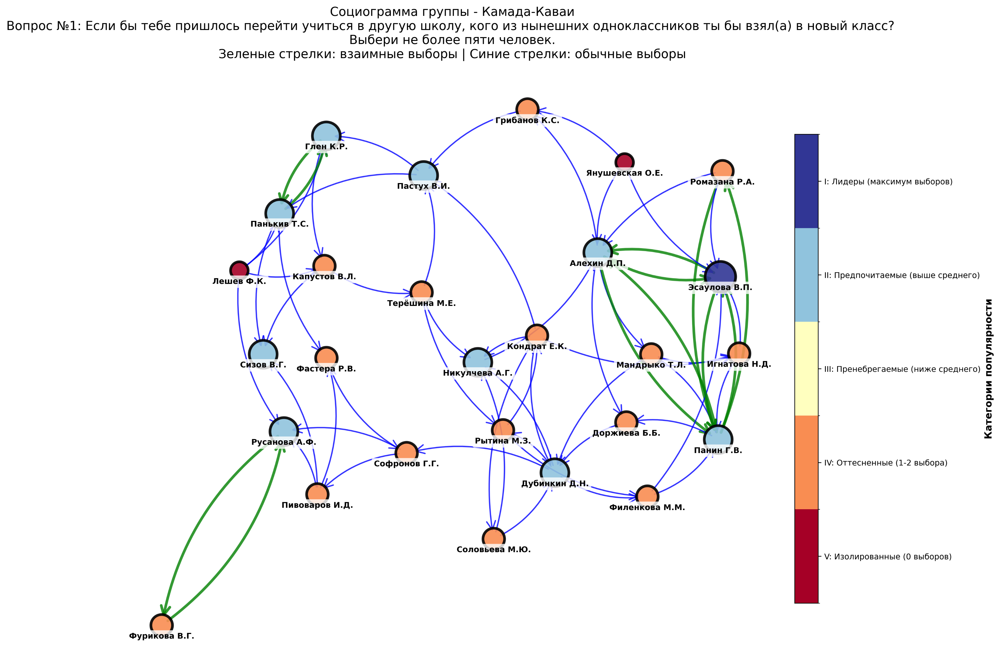 Социограмма группы - Камада-Каваи
Вопрос №1: Если бы тебе пришлось перейти учиться в другую школу, кого из нынешних одноклассников ты бы взял(а) в новый класс?
Выбери не более пяти человек.
Зеленые стрелки: взаимные выборы | Синие стрелки: обычные выборы
Грибанов К.С.
Глен К.Р.
Янушевская О.Е.
Ромазана Р.А.
Пастух В.И.
Панькив Т.С.
Алехин Д.П.
Капустов В.Л.
Лешев Ф.К.
Эсаулова В.П.
Терёшина М.Е.
Кондрат Е.К.
Сизов В.Г.
Фастера Р.В.
Никулчева А.Г.
Мандрыко Т.Л.
Игнатова Н.Д.
Русанова А.Ф.
Рытина М.З.
Доржиева Б.Б.
Панин Г.В.
Софронов Г.Г.
Дубинкин Д.Н.
Пивоваров И.Д.
Филенкова М.М.
Соловьева М.Ю.
Фурикова В.Г.
I: Лидеры (максимум выборов)
II: Предпочитаемые (выше среднего)
III: Пренебрегаемые (ниже среднего)
IV: Оттесненные (1-2 выбора)
V: Изолированные (0 выборов)
Категории популярности